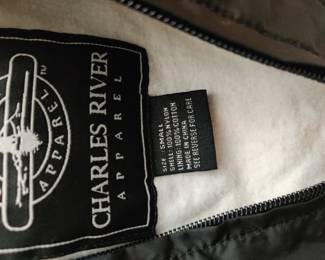 CHARLES RIVER
APPAREL
APPAREL
TM
SIZE: SMALL
SHELL: 100% NYLON
LINING: 100% COTTON
MADE IN CHINA
SEE REVERSE FOR CARE